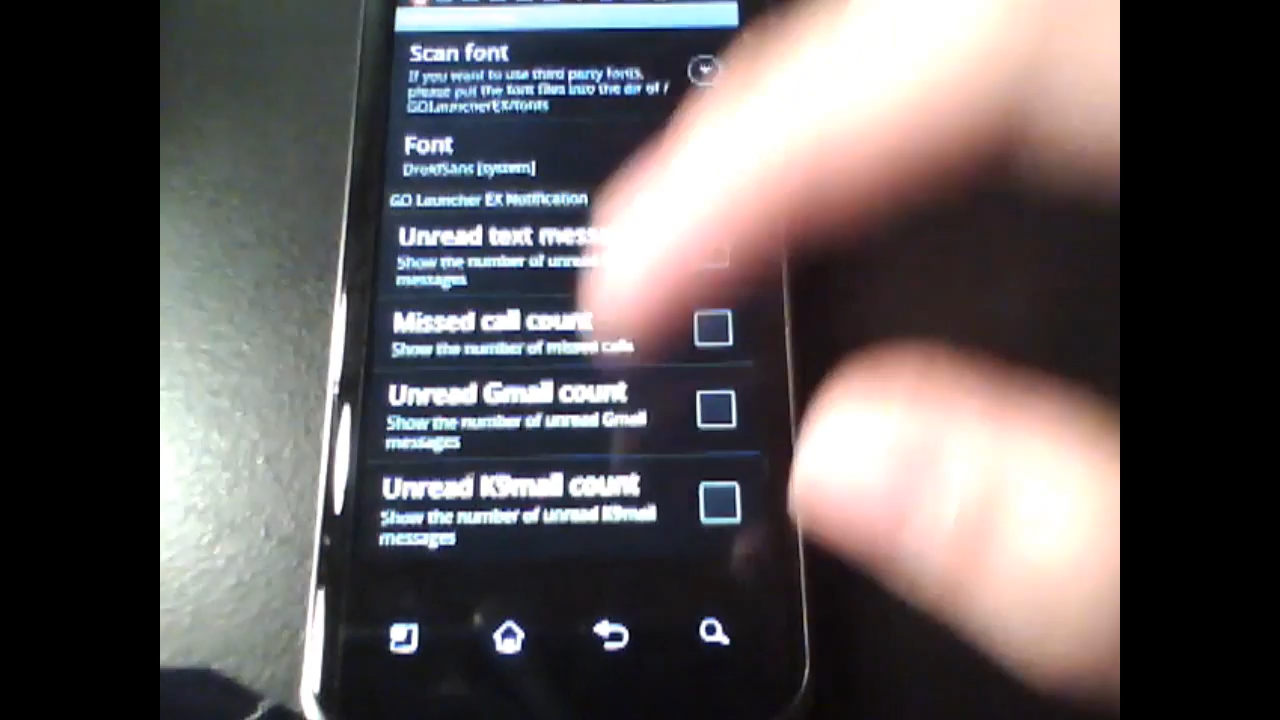 Scan font
If you want to use third party fonts,
please put the font files into the dir of /
GOLauncherEX/fonts
Font
DroidSans [system]
GO Launcher EX Notification
Unread text
Show the number of
messages
Missed call count
Show the number of missed calls
Unread Gmail count
Show the number of unread Gmail
messages
Unread K9mail count
Show the number of unread K9mail
messages